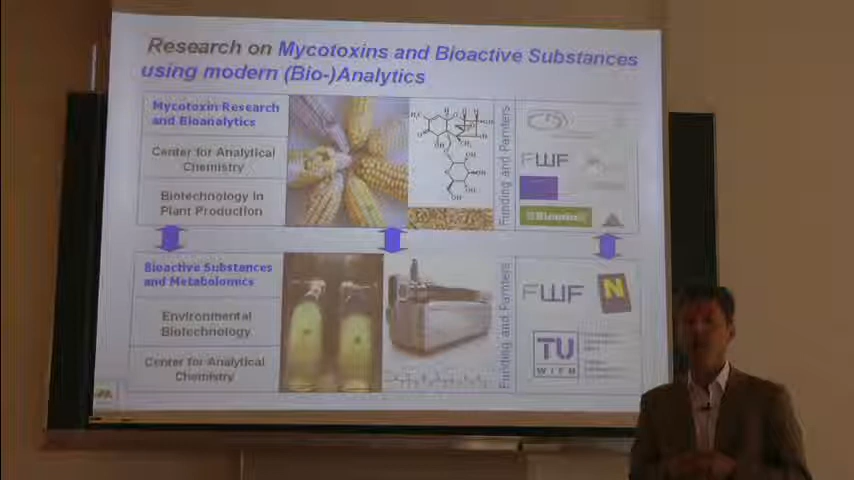 Research on Mycotoxins and Bioactive Substances
using modern (Bio-)Analytics
Mycotoxin Research
and Bioanalytics
Center for Analytical
Chemistry
Biotechnology in
Plant Production
Funding and Parnters
FWF
Biomin
Bioactive Substances
and Metabolomics
Environmental
Biotechnology
Center for Analytical
Chemistry
Funding and Parnters
FWF
N
TU
WIEN